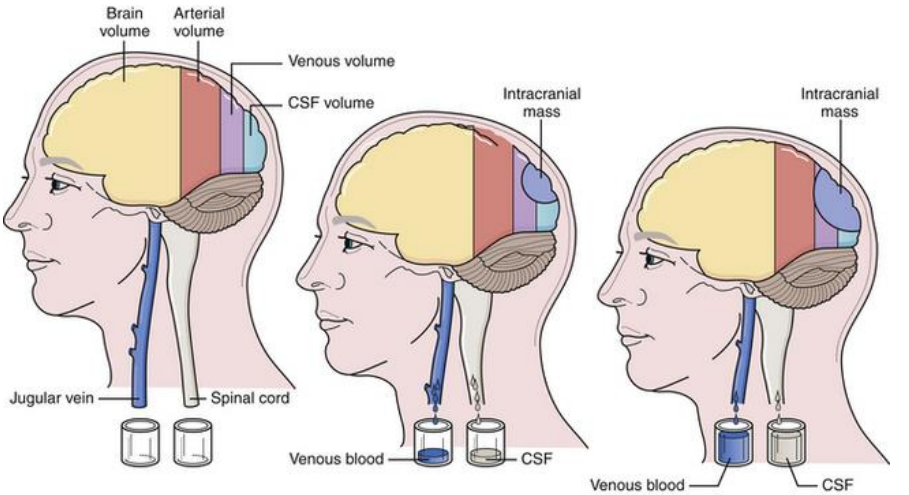 Brain
volume
Arterial
volume
Venous volume
CSF volume
Jugular vein
Spinal cord
Intracranial
mass
Venous blood
CSF
Intracranial
mass
Venous blood
CSF